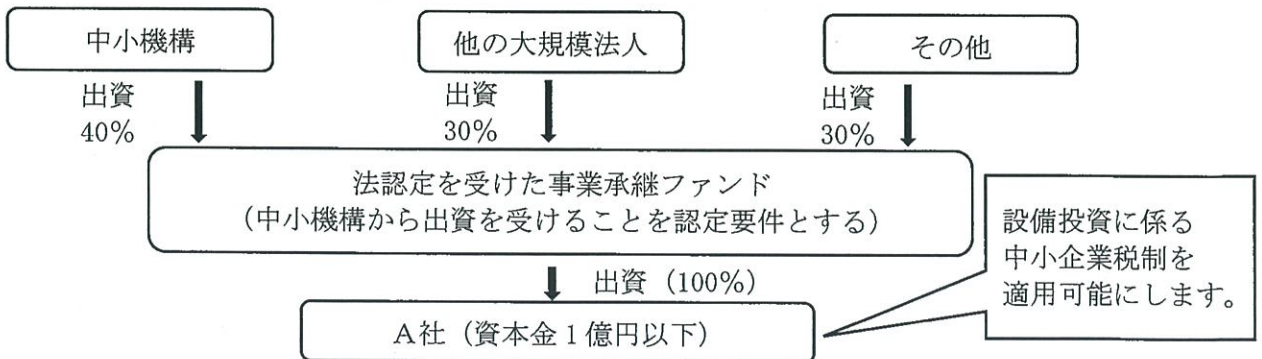 中小機構
他の大規模法人
その他
出資
40%
出資
30%
出資
30%
法認定を受けた事業承継ファンド
（中小機構から出資を受けることを認定要件とする）
出資（100%）
A社（資本金1億円以下）
設備投資に係る
中小企業税制を
適用可能にします。